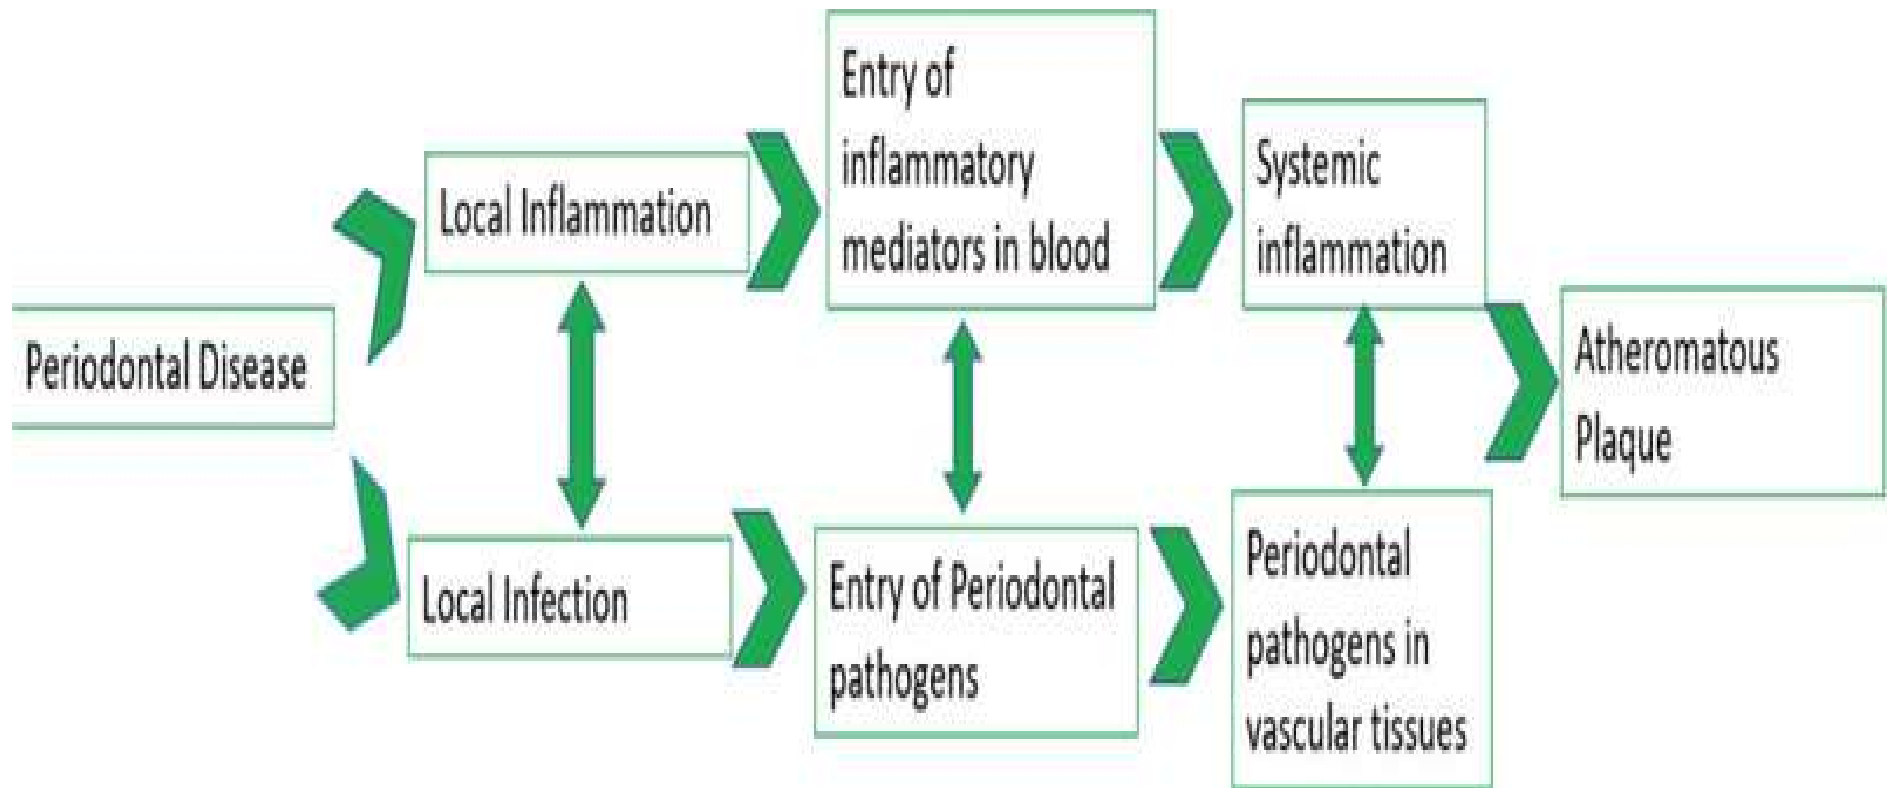 Periodontal Disease
Local Inflammation
Entry of
inflammatory
mediators in blood
Systemic
inflammation
Local Infection
Entry of Periodontal
pathogens
Periodontal
pathogens in
vascular tissues
Atheromatous
Plaque